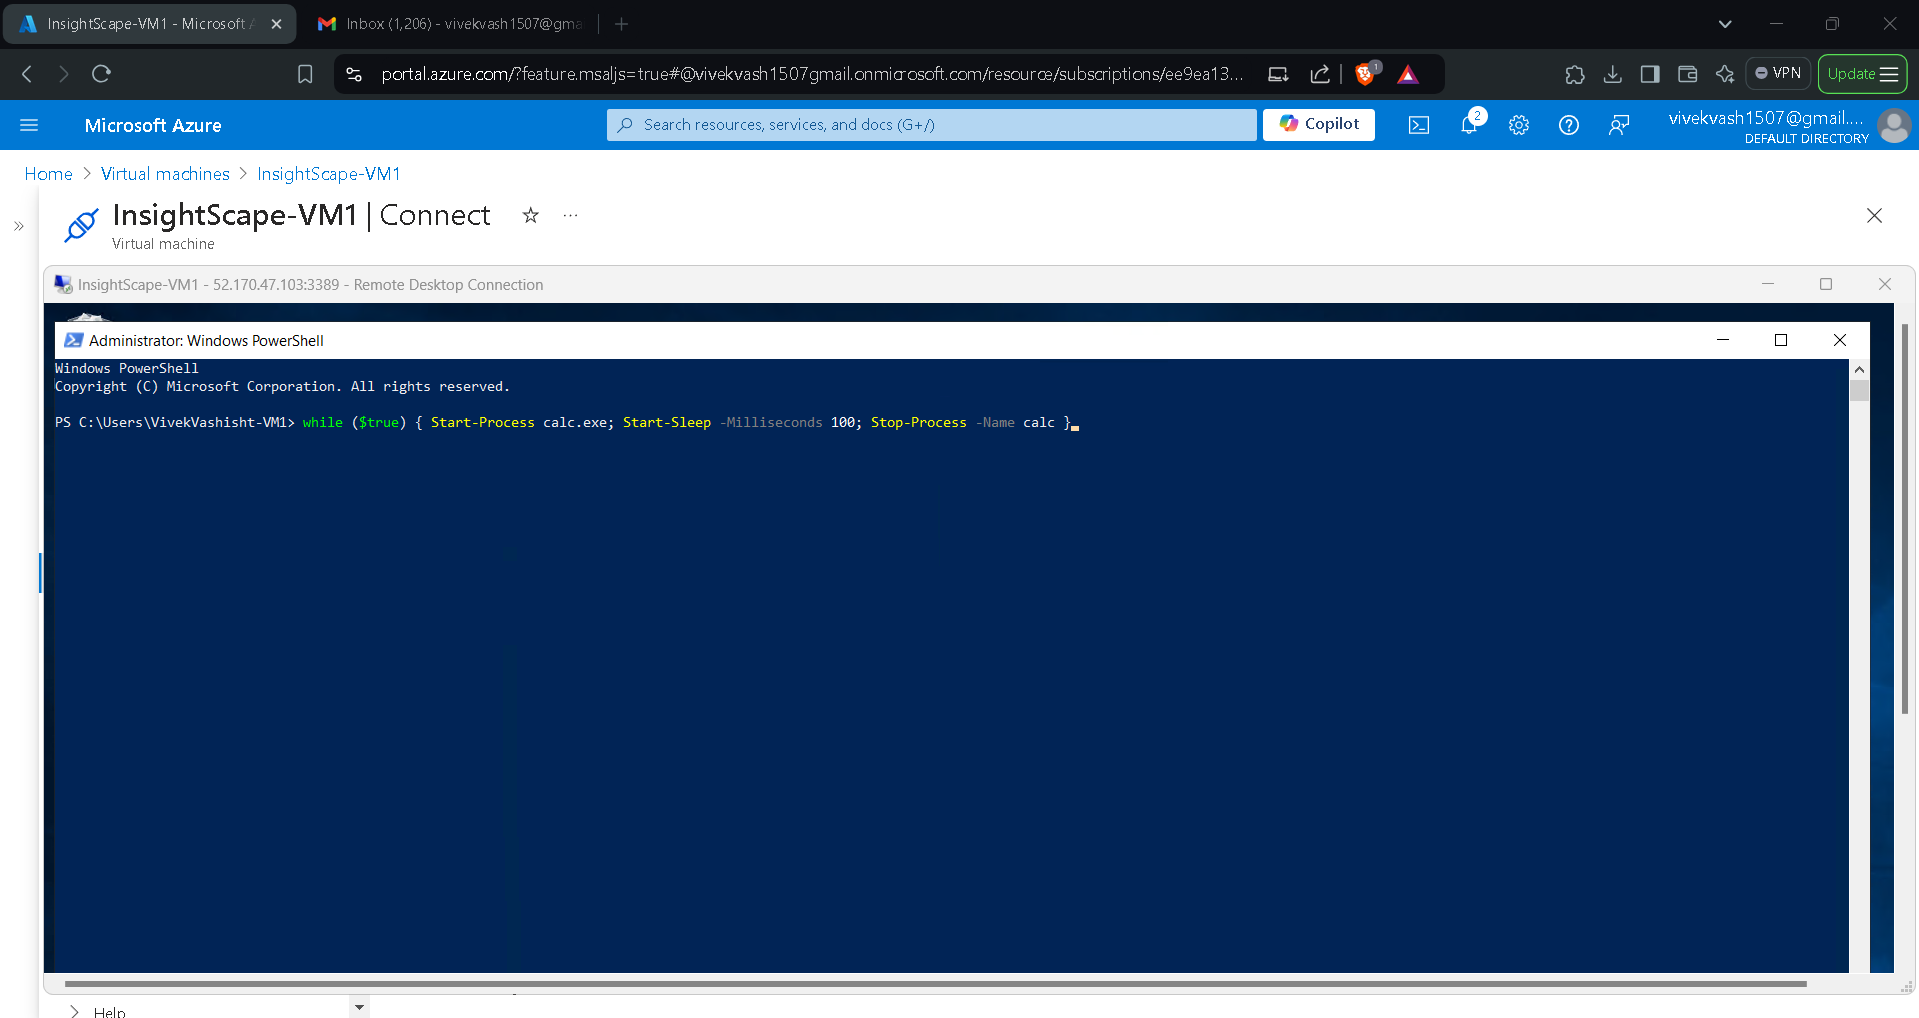 InsightScape-VM1 - Microsoft A
Inbox (1,206) - vivekvash1507@gma
portal.azure.com/?feature.msaljs=true#@vivekvash1507gmail.onmicrosoft.com/resource/subscriptions/ee9ea13...
1
VPN
Update
Microsoft Azure
Search resources, services, and docs (G+/)
Copilot
2
vivekvash1507@gmail....
DEFAULT DIRECTORY
Home > Virtual machines > InsightScape-VM1
InsightScape-VM1 | Connect
Virtual machine
InsightScape-VM1 - 52.170.47.103:3389 - Remote Desktop Connection
Administrator: Windows PowerShell
Windows PowerShell
Copyright (C) Microsoft Corporation. All rights reserved.
PS C:\Users\VivekVashisht-VM1> while ($true) { Start-Process calc.exe; Start-Sleep -Milliseconds 100; Stop-Process -Name calc }
Help